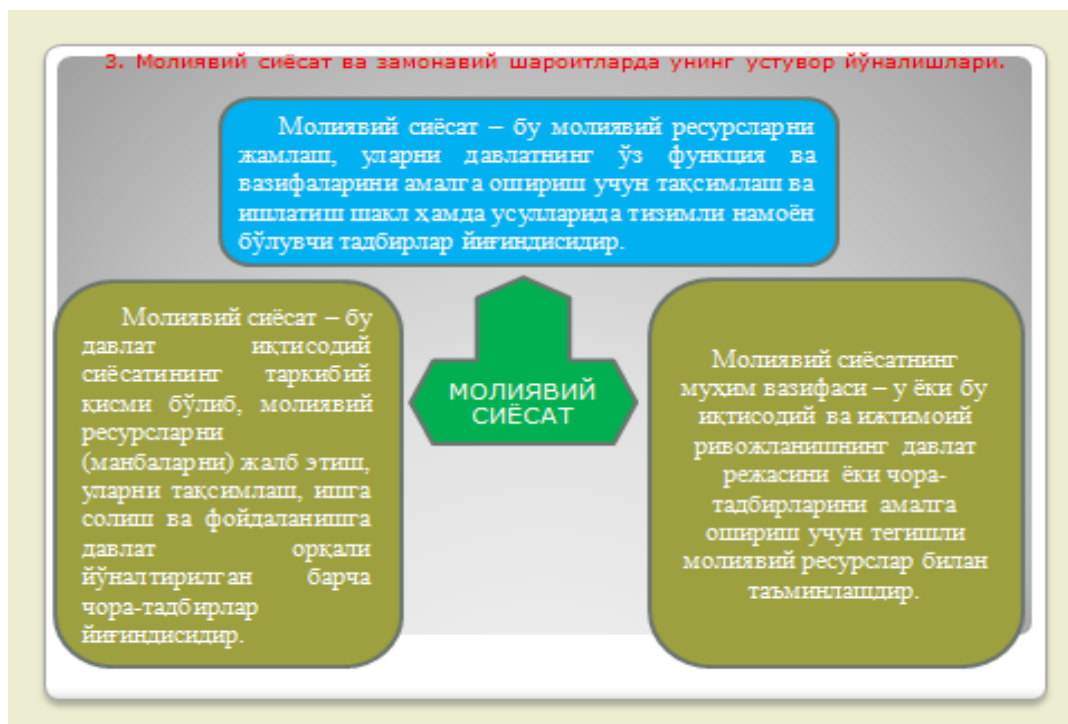 3. Молиявий сиёсат ва замонавий шароитларда унинг устувор йўналишлари.
Молиявий сиёсат – бу молиявий ресурсларни
жамлаш, уларни давлатнинг ўз функция ва
вазифаларини амалга ошириш учун тақсимлаш ва
ишлатиш шакл ҳамда усулларида тизимли намоён
бўлувчи тадбирлар йиғиндисидир.
Молиявий сиёсат – бу
давлат иқтисодий
сиёсатининг таркибий
қисми бўлиб, молиявий
ресурсларни
(манбаларни) жалб этиш,
уларни тақсимлаш, ишга
солиш ва фойдаланишга
давлат орқали
йўналтирилган барча
чора-тадбирлар
йиғиндисидир.
МОЛИЯВИЙ
СИЁСАТ
Молиявий сиёсатнинг
муҳим вазифаси – у ёки бу
иқтисодий ва ижтимоий
ривожланишнинг давлат
режасини ёки чора-
тадбирларини амалга
ошириш учун тегишли
молиявий ресурслар билан
таъминлашдир.